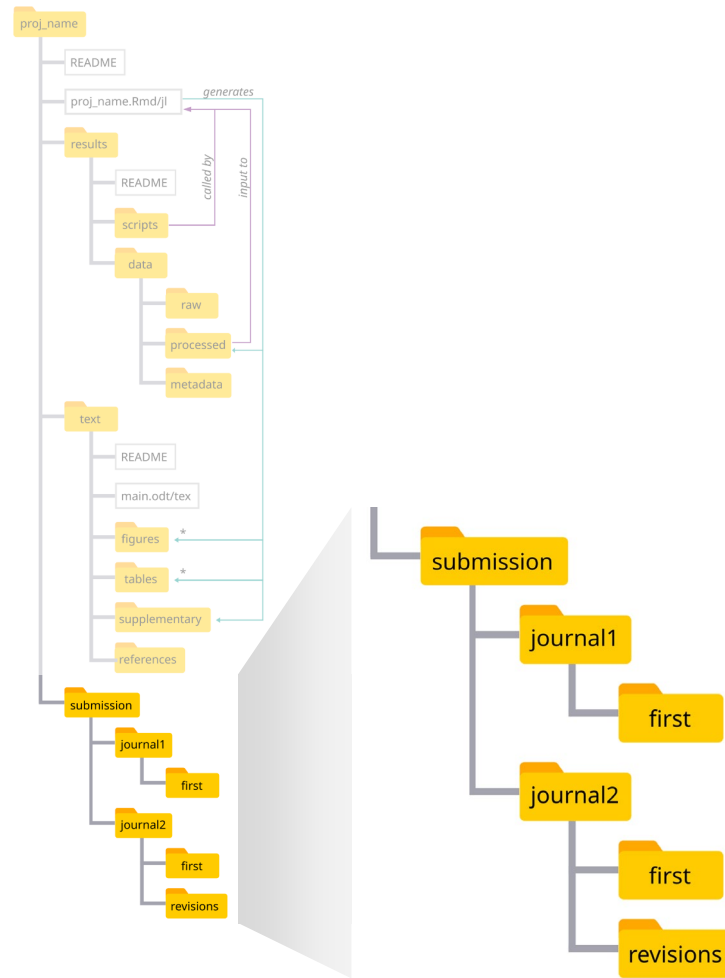 proj_name
README
proj_name.Rmd/jl
generates
results
called by
input to
README
scripts
data
raw
processed
metadata
text
README
main.odt/tex
figures
*
tables
*
supplementary
references
submission
journal1
first
journal2
first
revisions
submission
journal1
first
journal2
first
revisions